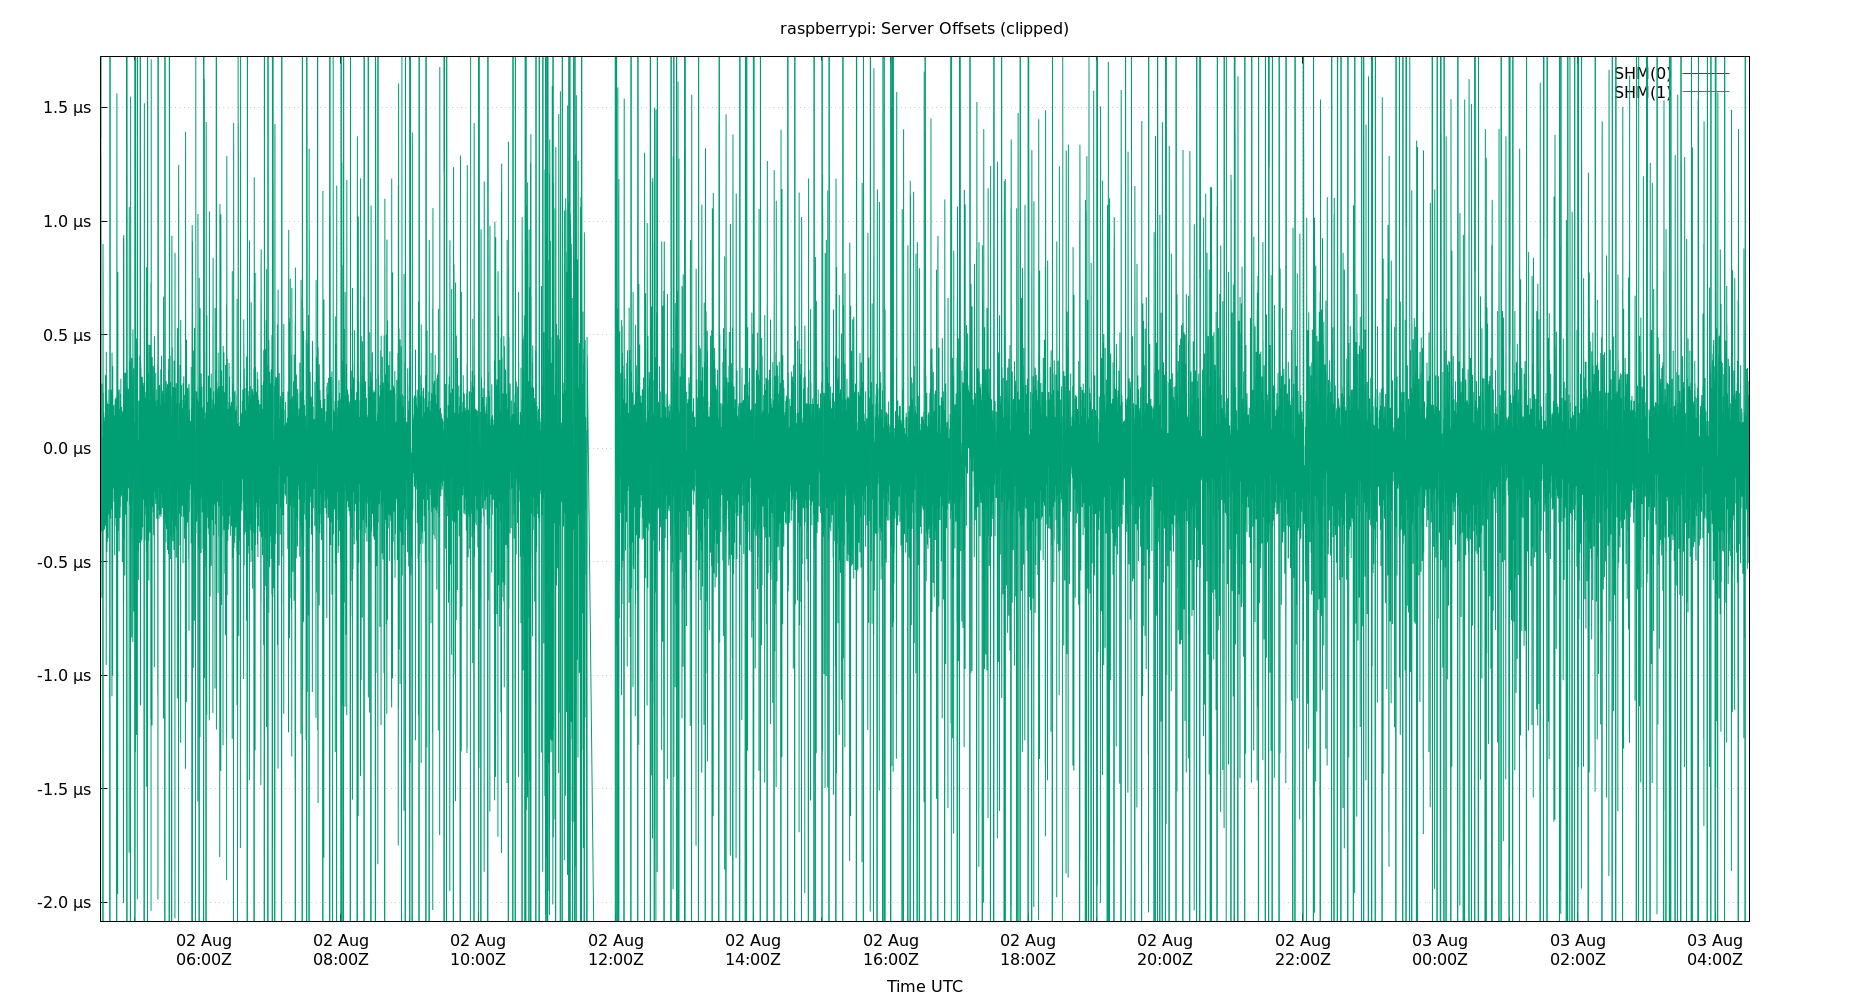 raspberrypi: Server Offsets (clipped)
SHM(0)
SHM(1)
1.5 µs
1.0 µs
0.5 µs
0.0 µs
-0.5 µs
-1.0 µs
-1.5 µs
-2.0 µs
02 Aug 02 Aug 02 Aug 02 Aug 02 Aug 02 Aug 02 Aug 02 Aug 02 Aug 03 Aug 03 Aug 03 Aug
06:00Z 08:00Z 10:00Z 12:00Z 14:00Z 16:00Z 18:00Z 20:00Z 22:00Z 00:00Z 02:00Z 04:00Z
Time UTC